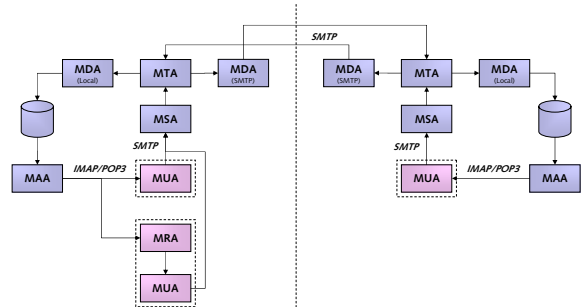 SMTP
MDA
(Local)
MTA
MDA
(SMTP)
MDA
(SMTP)
MTA
MDA
(Local)
MSA
MSA
SMTP
SMTP
MAA
IMAP/POP3
MUA
MUA
IMAP/POP3
MAA
MRA
MUA